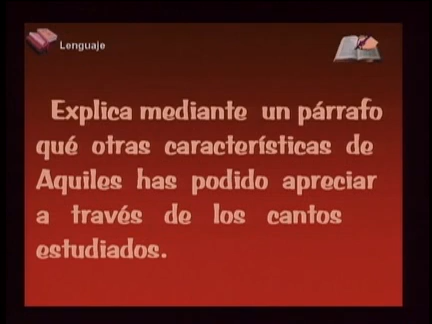 Lenguaje
Explica mediante un párrafo
qué otras características de
Aquiles has podido apreciar
a través de los cantos
estudiados.